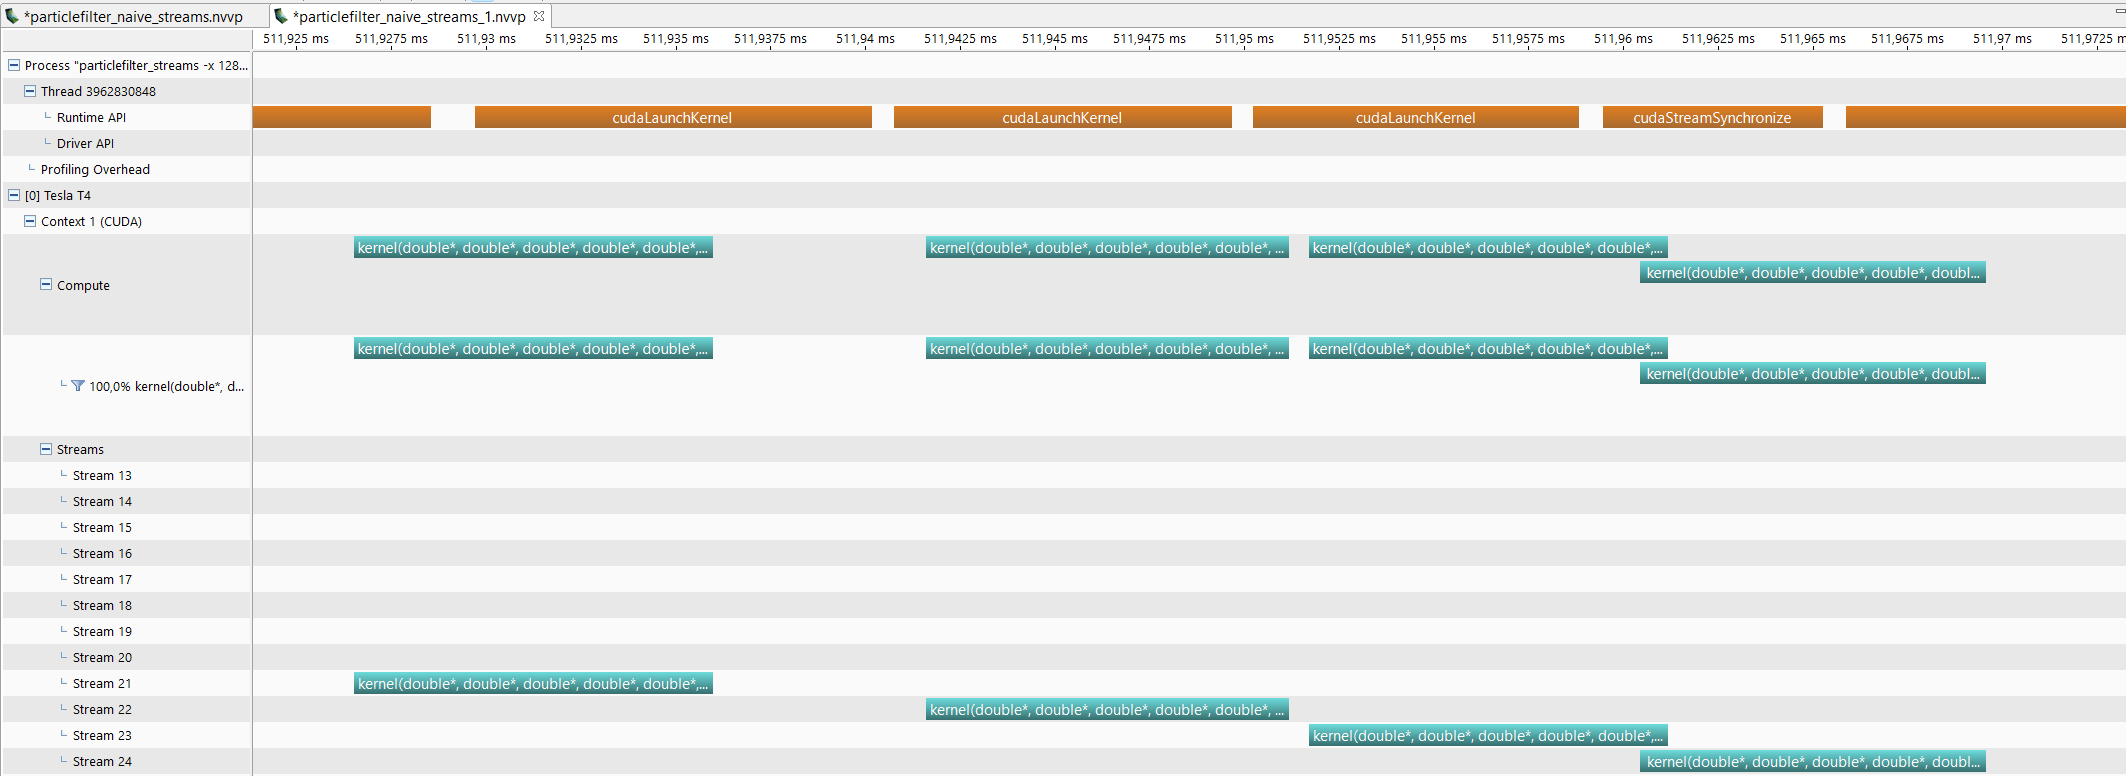 *particlefilter_naive_streams.nvvp *particlefilter_naive_streams_1.nvvp
511,925 ms 511,9275 ms 511,93 ms 511,9325 ms 511,935 ms 511,9375 ms 511,94 ms 511,9425 ms 511,945 ms 511,9475 ms 511,95 ms 511,9525 ms 511,955 ms 511,9575 ms 511,96 ms 511,9625 ms 511,965 ms 511,9675 ms 511,97 ms 511,9725 m
Process "particlefilter_streams -x 128...
Thread 3962830848
Runtime API cudaLaunchKernel cudaLaunchKernel cudaLaunchKernel cudaStreamSynchronize
Driver API
Profiling Overhead
[0] Tesla T4
Context 1 (CUDA)
kernel(double*, double*, double*, double*, double*,... kernel(double*, double*, double*, double*, double*, ... kernel(double*, double*, double*, double*, double*,...
kernel(double*, double*, double*, double*, doubl...
Compute
kernel(double*, double*, double*, double*, double*,... kernel(double*, double*, double*, double*, double*, ... kernel(double*, double*, double*, double*, double*,...
kernel(double*, double*, double*, double*, doubl...
100,0% kernel(double*, d...
Streams
Stream 13
Stream 14
Stream 15
Stream 16
Stream 17
Stream 18
Stream 19
Stream 20
Stream 21 kernel(double*, double*, double*, double*, double*,...
Stream 22 kernel(double*, double*, double*, double*, double*, ...
Stream 23 kernel(double*, double*, double*, double*, double*,...
Stream 24 kernel(double*, double*, double*, double*, doubl...